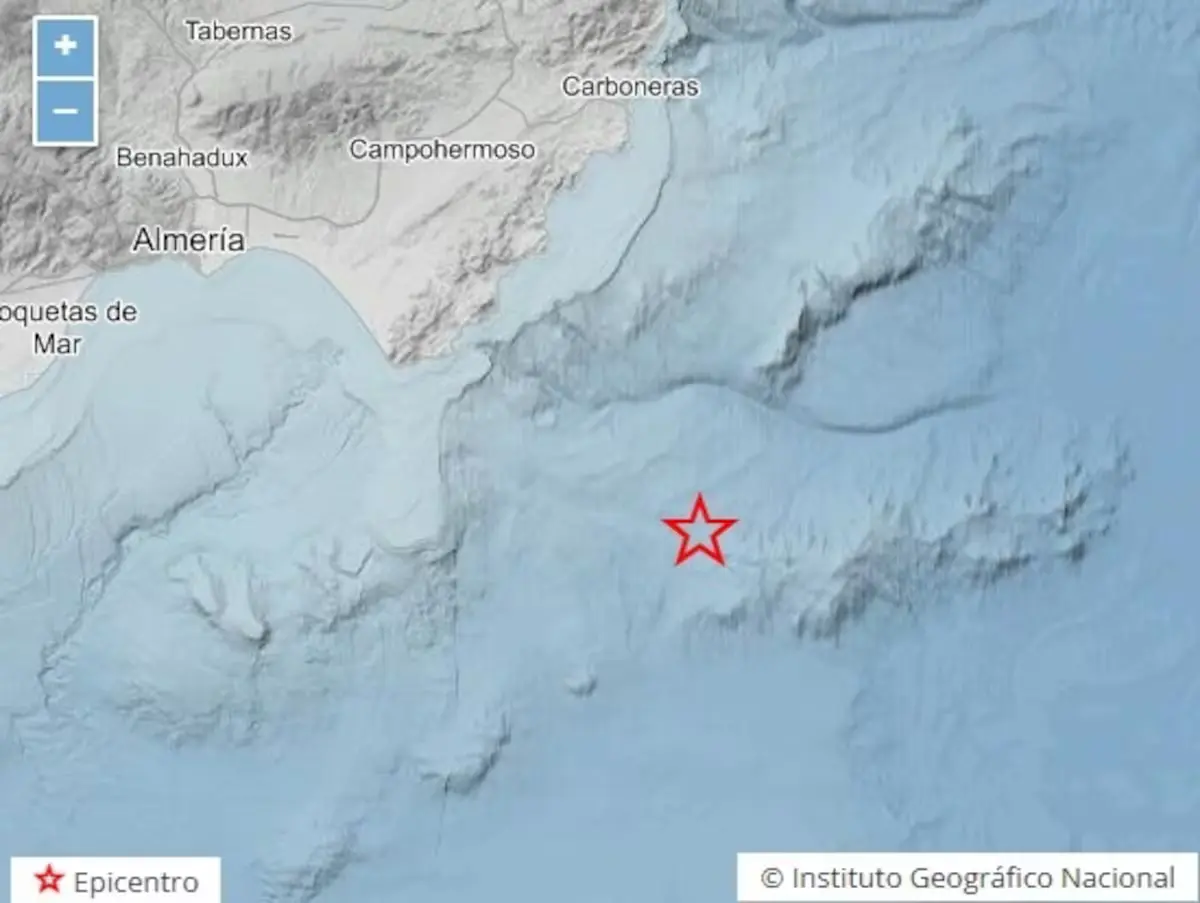 +
−
Tabernas
Carboneras
Benahadux
Campohermoso
Almería
oquetas de
Mar
Epicentro
© Instituto Geográfico Nacional